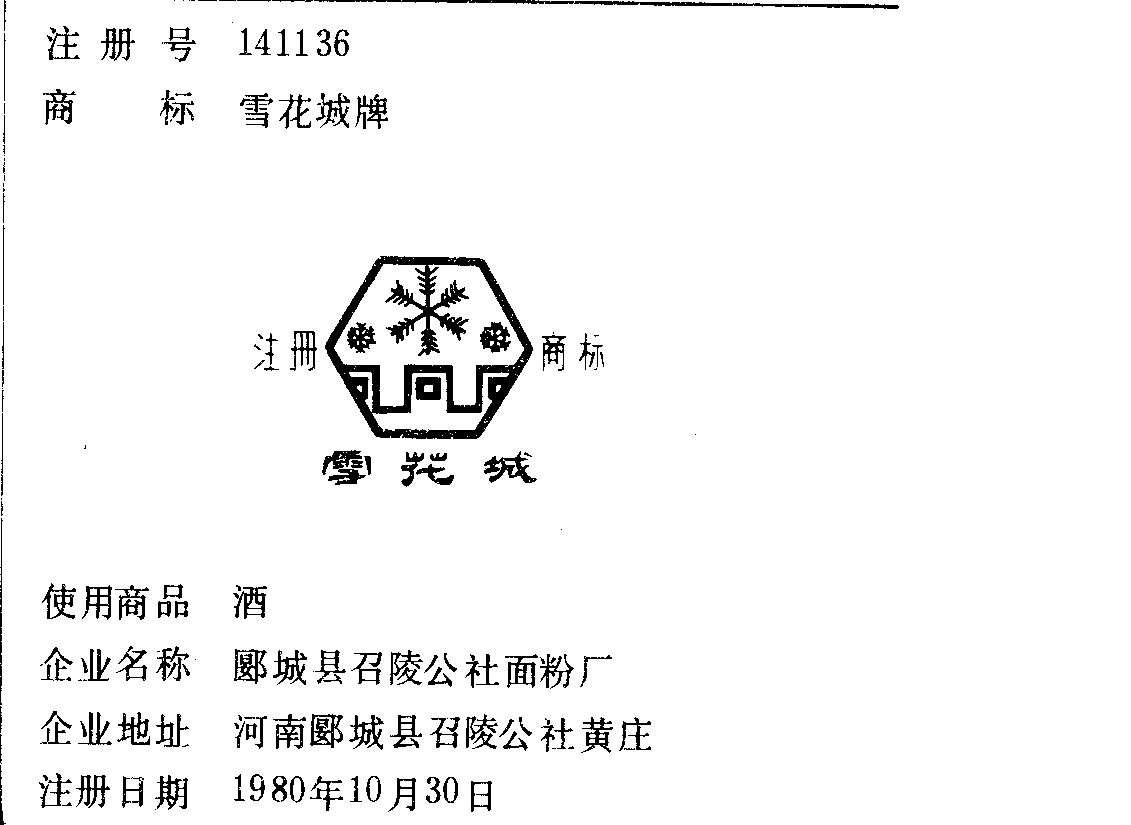 注册号 141136
商标 雪花城牌
注册 商标
雪花城
使用商品 酒
企业名称 郾城县召陵公社面粉厂
企业地址 河南郾城县召陵公社黄庄
注册日期 1980年10月30日